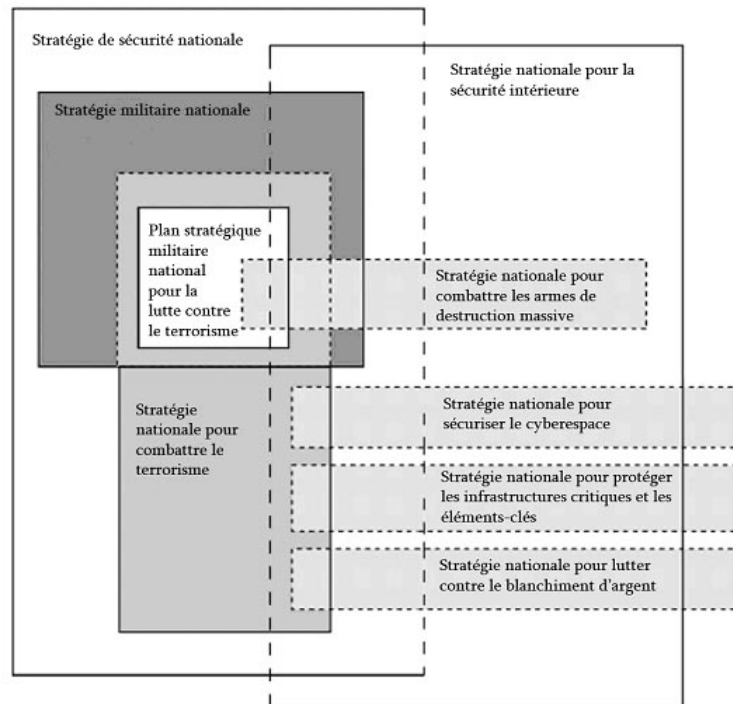 Stratégie de sécurité nationale
Stratégie nationale pour la
sécurité intérieure
Stratégie militaire nationale
Plan stratégique
militaire
national
pour la
lutte contre
le terrorisme
Stratégie nationale pour
combattre les armes de
destruction massive
Stratégie
nationale pour
combattre le
terrorisme
Stratégie nationale pour
sécuriser le cyberespace
Stratégie nationale pour protéger
les infrastructures critiques et les
éléments-clés
Stratégie nationale pour lutter
contre le blanchiment d'argent